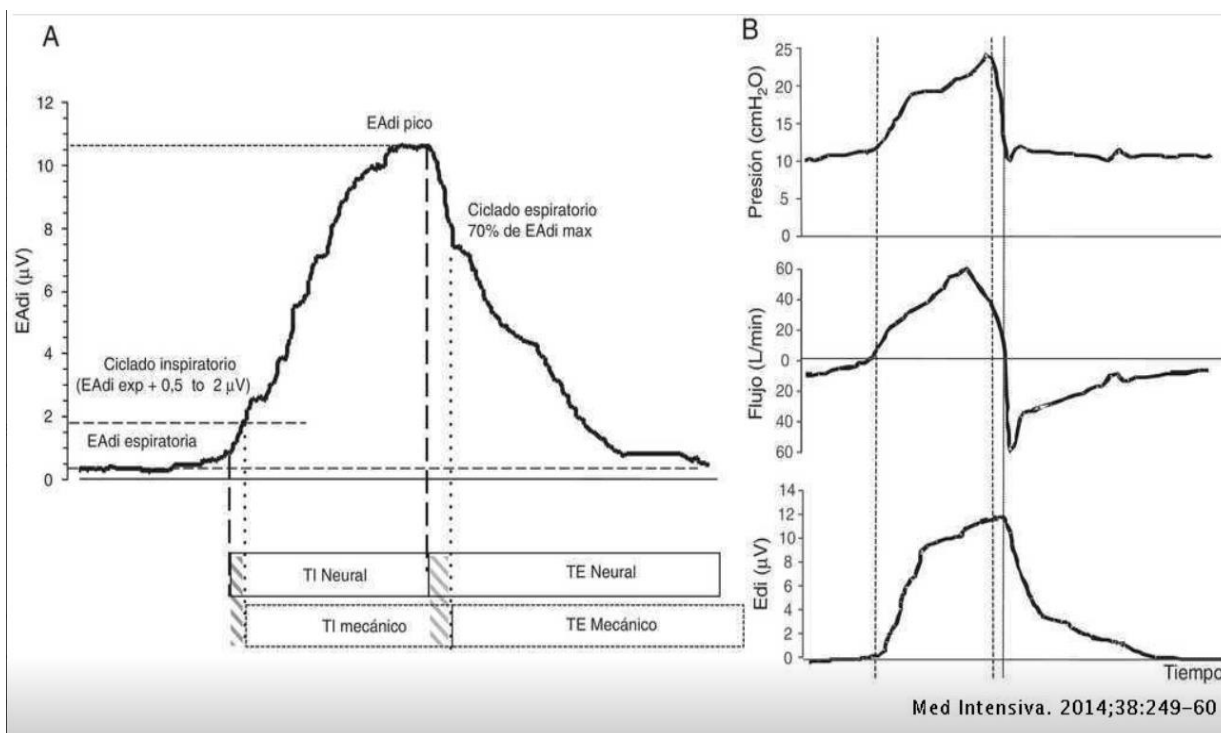 A
EAdi (µV)
12
10
8
6
4
2
0
EAdi pico
Ciclado espiratorio
70% de EAdi max
Ciclado inspiratorio
(EAdi exp + 0,5 to 2 µV)
EAdi espiratoria
TI Neural
TE Neural
TI mecánico
TE Mecánico
B
Presión (cmH₂O)
25
20
15
10
5
0
Flujo (L/min)
60
40
20
0
20
40
60
Edi (µV)
14
12
10
8
6
4
2
0
Tiempo
Med Intensiva. 2014;38:249–60